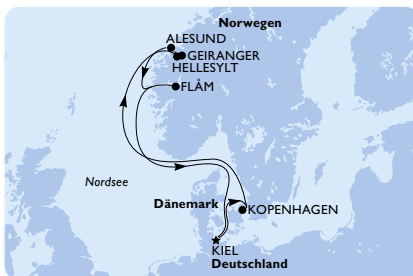 Norwegen
ALESUND
GEIRANGER
HELLESYLT
FLÅM
Nordsee
Dänemark
KOPENHAGEN
KIEL
Deutschland